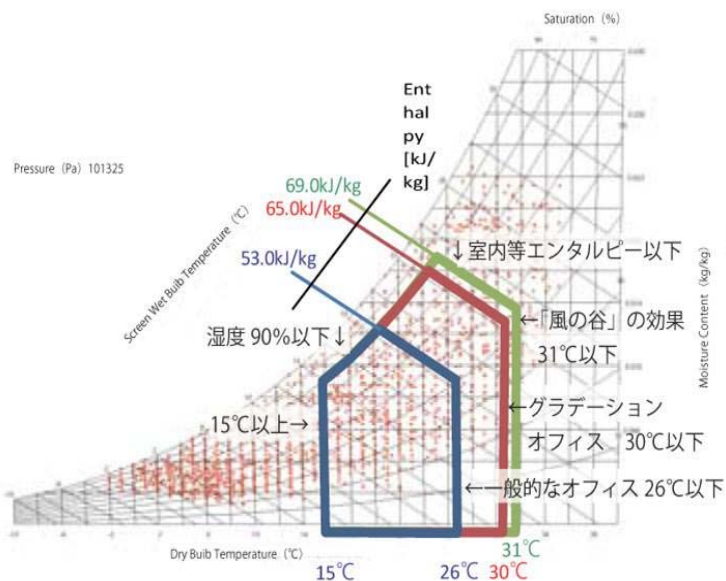 Saturation（%）
Ent
hal
py
[kJ/
kg]
Pressure（Pa）101325
69.0kJ/kg
65.0kJ/kg
53.0kJ/kg
Screen Wet Buib Temperature（℃）
↓室内等エンタルピー以下
Moisture Content（kg/kg）
←「風の谷」の効果
31℃以下
湿度 90%以下↓
15℃以上→
←グラデーション
オフィス 30℃以下
←一般的なオフィス 26℃以下
Dry Buib Temperature（℃）
31℃
15℃
26℃
30℃